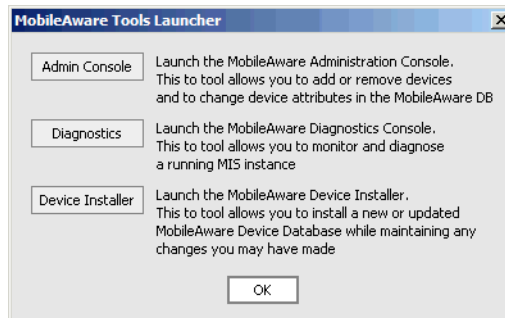 MobileAware Tools Launcher
Admin Console
Launch the MobileAware Administration Console.
This to tool allows you to add or remove devices
and to change device attributes in the MobileAware DB
Diagnostics
Launch the MobileAware Diagnostics Console.
This to tool allows you to monitor and diagnose
a running MIS instance
Device Installer
Launch the MobileAware Device Installer.
This to tool allows you to install a new or updated
MobileAware Device Database while maintaining any
changes you may have made
OK